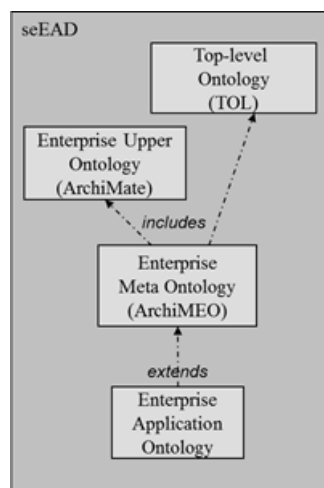 seEAD
Top-level
Ontology
(TOL)
Enterprise Upper
Ontology
(ArchiMate)
includes
Enterprise
Meta Ontology
(ArchiMEO)
extends
Enterprise
Application
Ontology